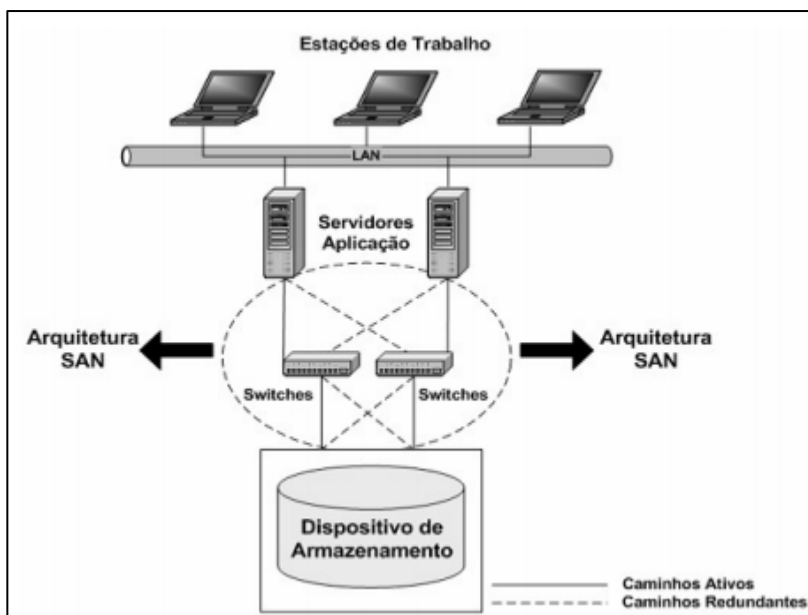 Estações de Trabalho
LAN
Servidores
Aplicação
Arquitetura
SAN
Arquitetura
SAN
Switches
Switches
Dispositivo de
Armazenamento
Caminhos Ativos
Caminhos Redundantes